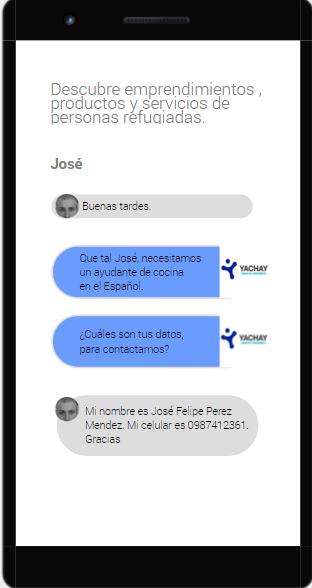 Descubre emprendimientos ,
productos y servicios de
personas refugiadas.
José
Buenas tardes.
Que tal José, necesitamos
un ayudante de cocina
en el Español.
YACHAY
¿Cuáles son tus datos,
para contactarnos?
YACHAY
Mi nombre es José Felipe Perez
Mendez. Mi celular es 0987412361.
Gracias